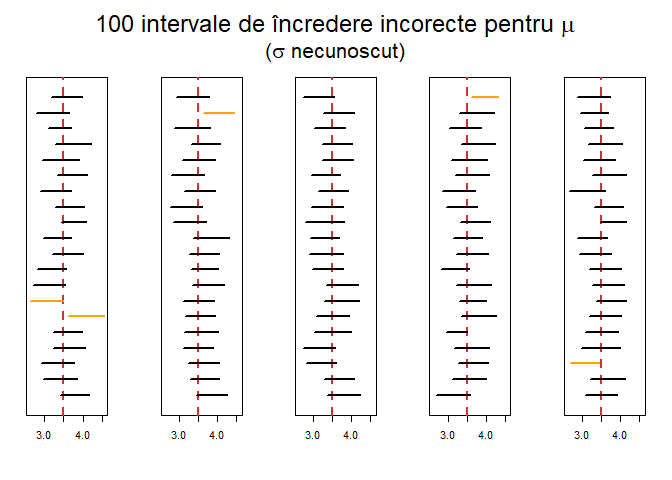 100 intervale de încredere incorecte pentru μ
(σ necunoscut)
3.0 4.0 3.0 4.0 3.0 4.0 3.0 4.0 3.0 4.0